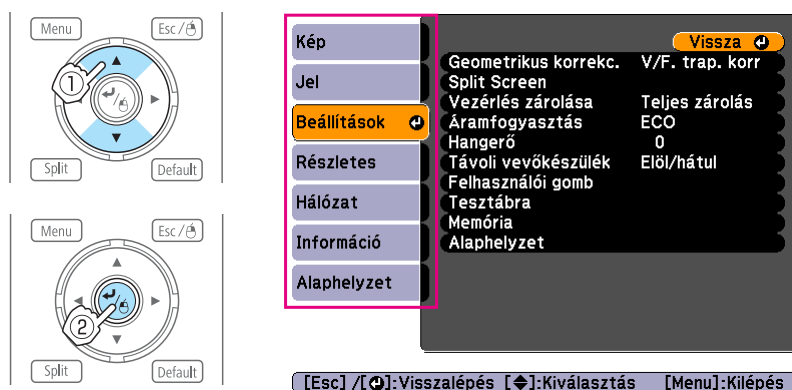 Menu
Esc/
1
Split
Default
Menu
Esc/
2
Split
Default
Kép
Jel
Beállítások
Részletes
Hálózat
Információ
Alaphelyzet
Vissza
Geometrikus korrekc. V/F. trap. korr
Split Screen
Vezérlés zárolása Teljes zárolás
Áramfogyasztás ECO
Hangerő 0
Távoli vevőkészülék Elöl/hátul
Felhasználói gomb
Tesztábra
Memória
Alaphelyzet
[Esc] /[ ]:Visszalépés [ ]:Kiválasztás [Menu]:Kilépés